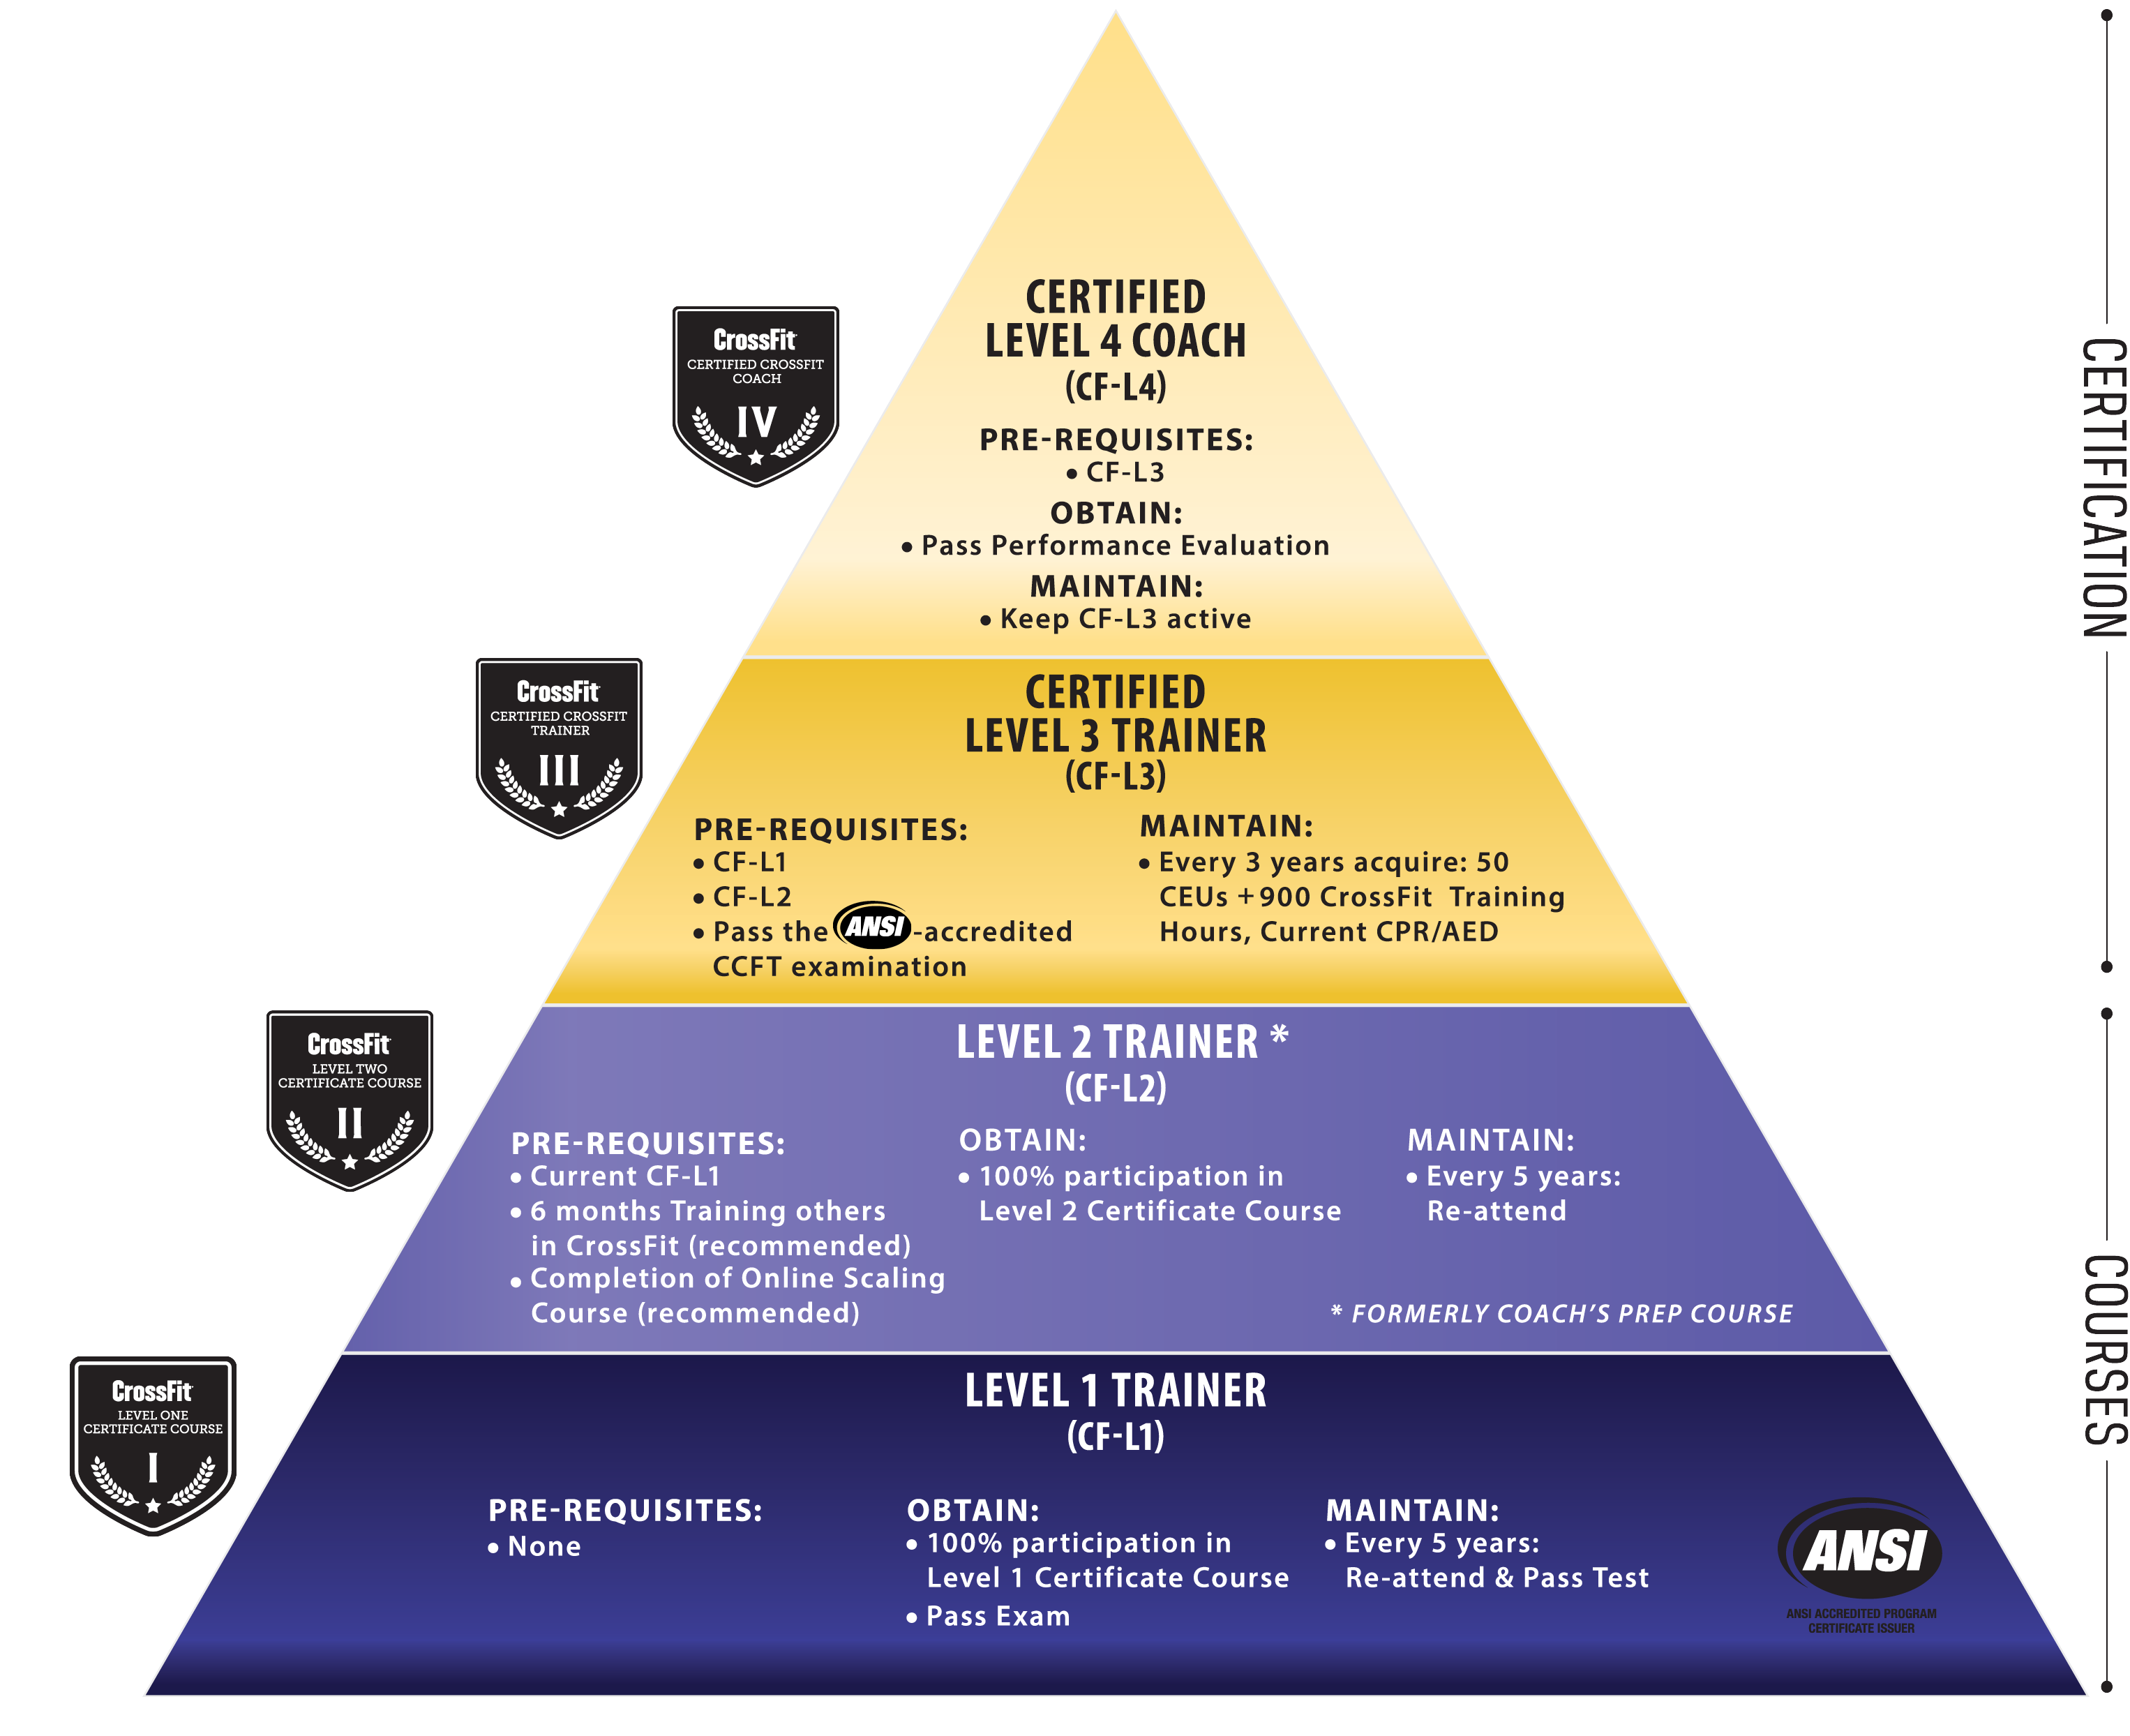 CERTIFIED
LEVEL 4 COACH
(CF-L4)
PRE-REQUISITES:
• CF-L3
OBTAIN:
• Pass Performance Evaluation
MAINTAIN:
• Keep CF-L3 active
CrossFit
CERTIFIED CROSSFIT
COACH
IV
CERTIFIED
LEVEL 3 TRAINER
(CF-L3)
PRE-REQUISITES:
• CF-L1
• CF-L2
• Pass the ANSI -accredited
CCFT examination
MAINTAIN:
• Every 3 years acquire: 50
CEUs +900 CrossFit Training
Hours, Current CPR/AED
CrossFit
CERTIFIED CROSSFIT
TRAINER
III
CERTIFICATION
LEVEL 2 TRAINER *
(CF-L2)
PRE-REQUISITES:
• Current CF-L1
• 6 months Training others
in CrossFit (recommended)
• Completion of Online Scaling
Course (recommended)
OBTAIN:
• 100% participation in
Level 2 Certificate Course
MAINTAIN:
• Every 5 years:
Re-attend
* FORMERLY COACH'S PREP COURSE
CrossFit
LEVEL TWO
CERTIFICATE COURSE
II
LEVEL 1 TRAINER
(CF-L1)
PRE-REQUISITES:
• None
OBTAIN:
• 100% participation in
Level 1 Certificate Course
• Pass Exam
MAINTAIN:
• Every 5 years:
Re-attend & Pass Test
ANSI
ANSI ACCREDITED PROGRAM
CERTIFICATE ISSUER
CrossFit
LEVEL ONE
CERTIFICATE COURSE
I
COURSES